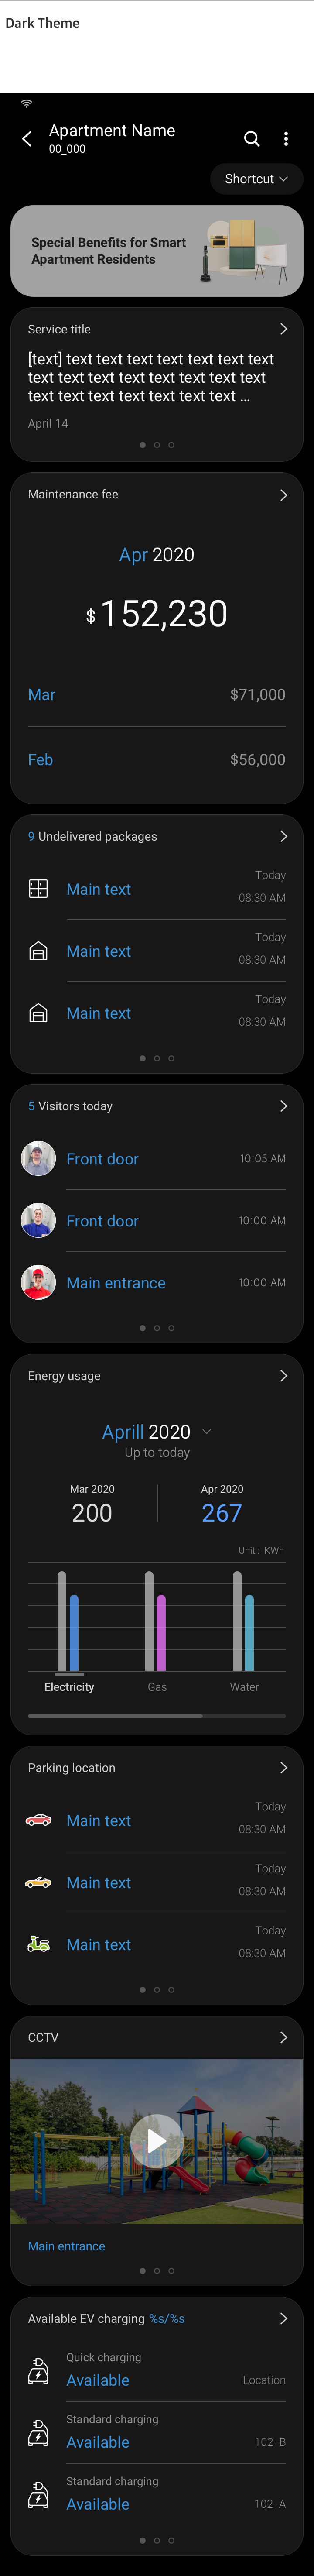 Dark Theme
Apartment Name
00_000
Shortcut
Special Benefits for Smart
Apartment Residents
Service title
[text] text text text text text text text
text text text text text text text text
text text text text text text text ...
April 14
Maintenance fee
Apr 2020
$152,230
Mar $71,000
Feb $56,000
9 Undelivered packages
Today
Main text
08:30 AM
Today
Main text
08:30 AM
Today
Main text
08:30 AM
5 Visitors today
Front door 10:05 AM
Front door 10:00 AM
Main entrance 10:00 AM
Energy usage
Aprill 2020
Up to today
Mar 2020 Apr 2020
200 267
Unit : KWh
Electricity Gas Water
Parking location
Today
Main text
08:30 AM
Today
Main text
08:30 AM
Today
Main text
08:30 AM
CCTV
Main entrance
Available EV charging %s/%s
Quick charging
Available Location
Standard charging
Available 102-B
Standard charging
Available 102-A